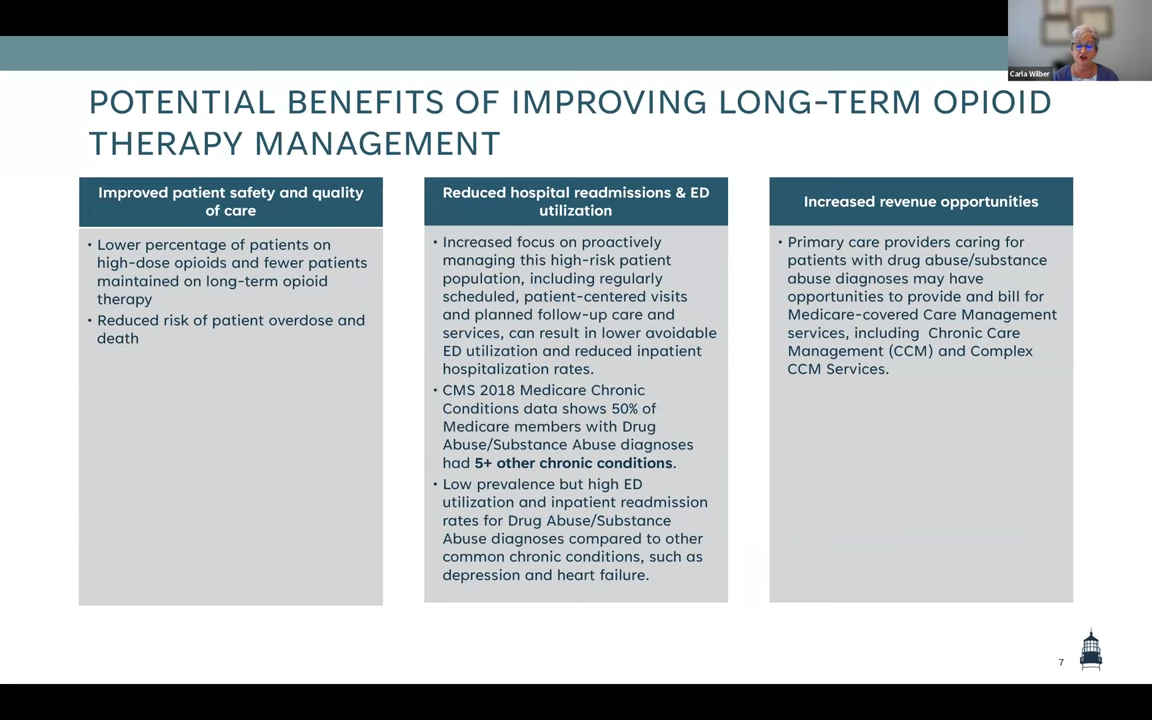 Carla Wilber
POTENTIAL BENEFITS OF IMPROVING LONG-TERM OPIOID
THERAPY MANAGEMENT
Improved patient safety and quality
of care
• Lower percentage of patients on
high-dose opioids and fewer patients
maintained on long-term opioid
therapy
• Reduced risk of patient overdose and
death
Reduced hospital readmissions & ED
utilization
• Increased focus on proactively
managing this high-risk patient
population, including regularly
scheduled, patient-centered visits
and planned follow-up care and
services, can result in lower avoidable
ED utilization and reduced inpatient
hospitalization rates.
• CMS 2018 Medicare Chronic
Conditions data shows 50% of
Medicare members with Drug
Abuse/Substance Abuse diagnoses
had 5+ other chronic conditions.
• Low prevalence but high ED
utilization and inpatient readmission
rates for Drug Abuse/Substance
Abuse diagnoses compared to other
common chronic conditions, such as
depression and heart failure.
Increased revenue opportunities
• Primary care providers caring for
patients with drug abuse/substance
abuse diagnoses may have
opportunities to provide and bill for
Medicare-covered Care Management
services, including Chronic Care
Management (CCM) and Complex
CCM Services.
7